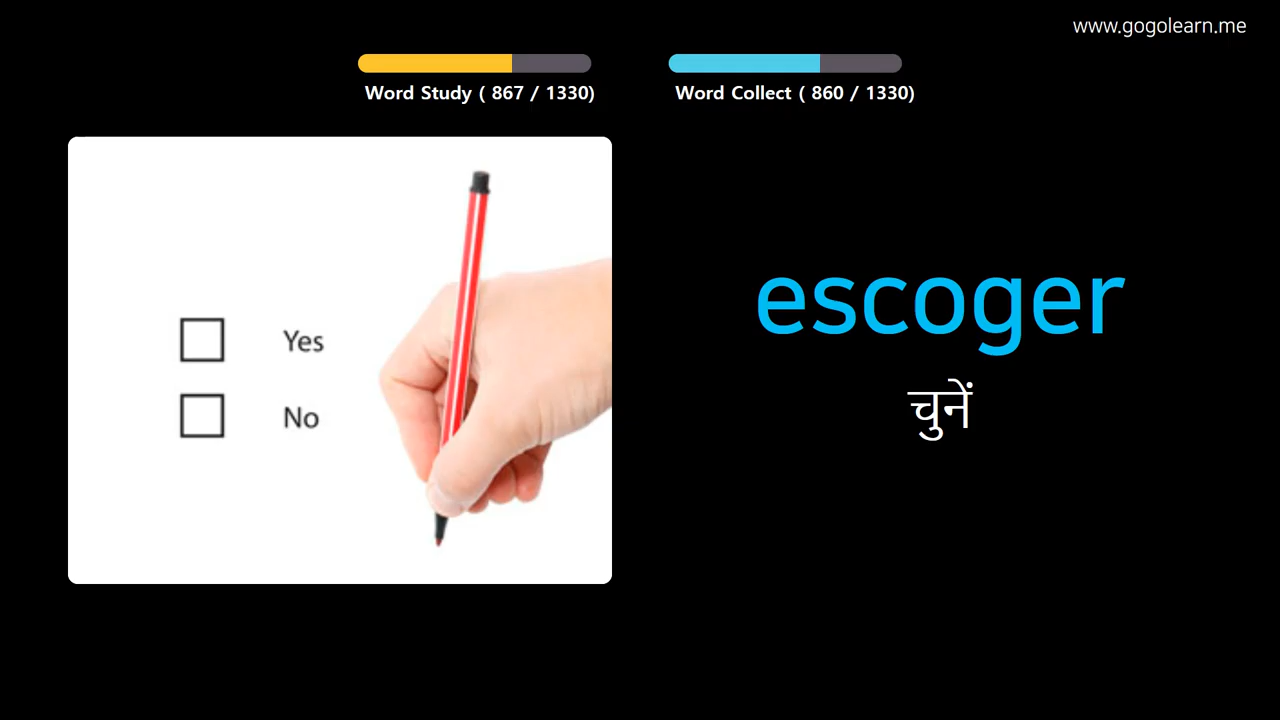 www.gogolearn.me
Word Study ( 867 / 1330)
Word Collect ( 860 / 1330)
Yes
No
escoger
चुनें